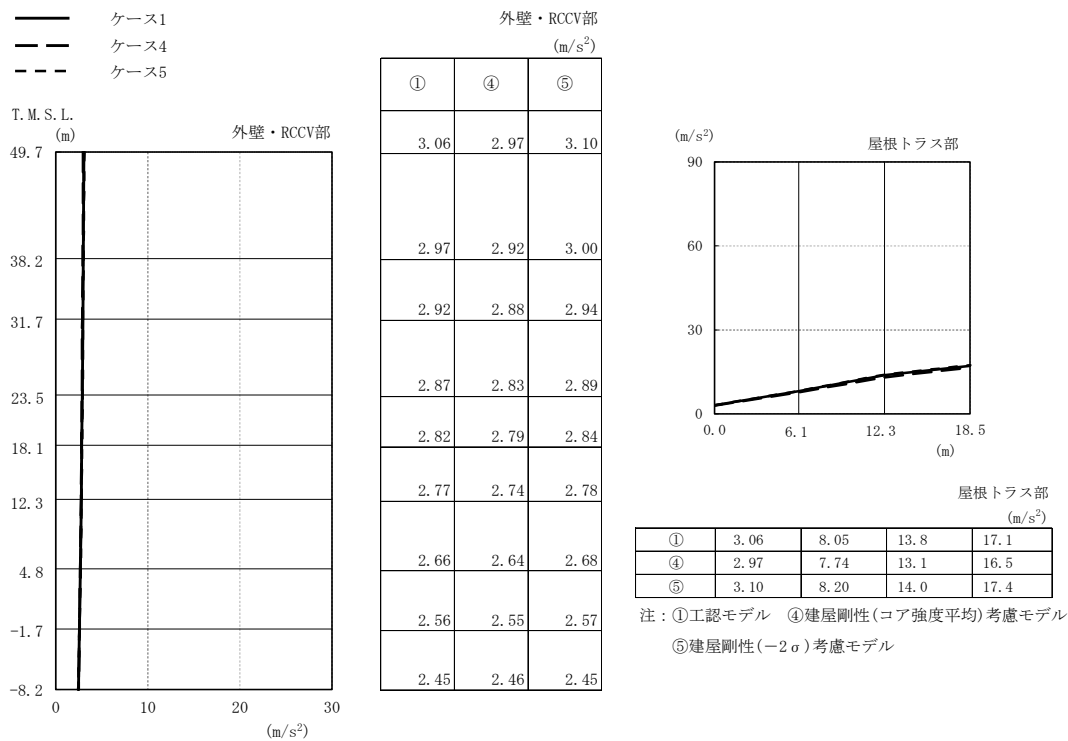 ケース1
ケース4
ケース5
T.M.S.L.
(m)
外壁・RCCV部
49.7
38.2
31.7
23.5
18.1
12.3
4.8
-1.7
-8.2
0 10 20 30
(m/s²)
外壁・RCCV部
(m/s²)
① ④ ⑤
3.06 2.97 3.10
2.97 2.92 3.00
2.92 2.88 2.94
2.87 2.83 2.89
2.82 2.79 2.84
2.77 2.74 2.78
2.66 2.64 2.68
2.56 2.55 2.57
2.45 2.46 2.45
(m/s²)
屋根トラス部
90
60
30
0
0.0 6.1 12.3 18.5
(m)
屋根トラス部
(m/s²)
① 3.06 8.05 13.8 17.1
④ 2.97 7.74 13.1 16.5
⑤ 3.10 8.20 14.0 17.4
注：①工認モデル ④建屋剛性(コア強度平均)考慮モデル
⑤建屋剛性(－2σ)考慮モデル